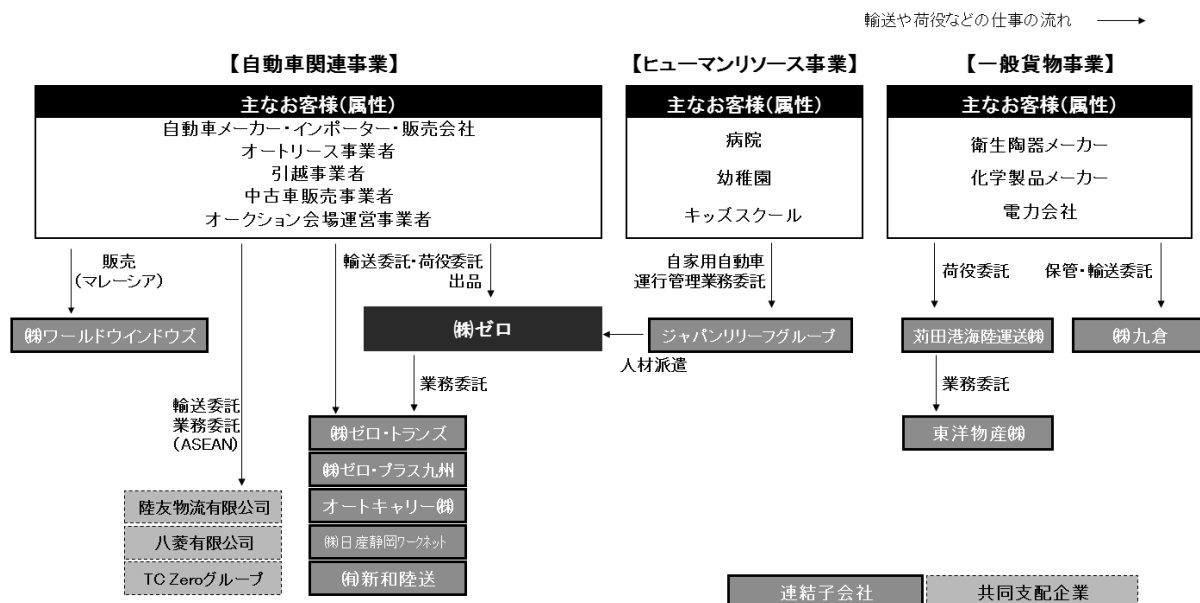 輸送や荷役などの仕事の流れ
【自動車関連事業】
主なお客様(属性)
自動車メーカー・インポーター・販売会社
オートリース事業者
引越事業者
中古車販売事業者
オークション会場運営事業者
【ヒューマンリソース事業】
主なお客様(属性)
病院
幼稚園
キッズスクール
【一般貨物事業】
主なお客様(属性)
衛生陶器メーカー
化学製品メーカー
電力会社
販売
(マレーシア)
輸送委託・荷役委託
出品
自家用自動車
運行管理業務委託
荷役委託
保管・輸送委託
㈱ワールドウインドウズ
㈱ゼロ
ジャパンリリーフグループ
苅田港海陸運送㈱
㈱九倉
人材派遣
業務委託
業務委託
輸送委託
業務委託
(ASEAN)
㈱ゼロ・トランズ
㈱ゼロ・プラス九州
オートキャリー㈱
㈱日産静岡ワークネット
㈲新和陸送
東洋物産㈱
陸友物流有限公司
八菱有限公司
TC Zeroグループ
連結子会社
共同支配企業